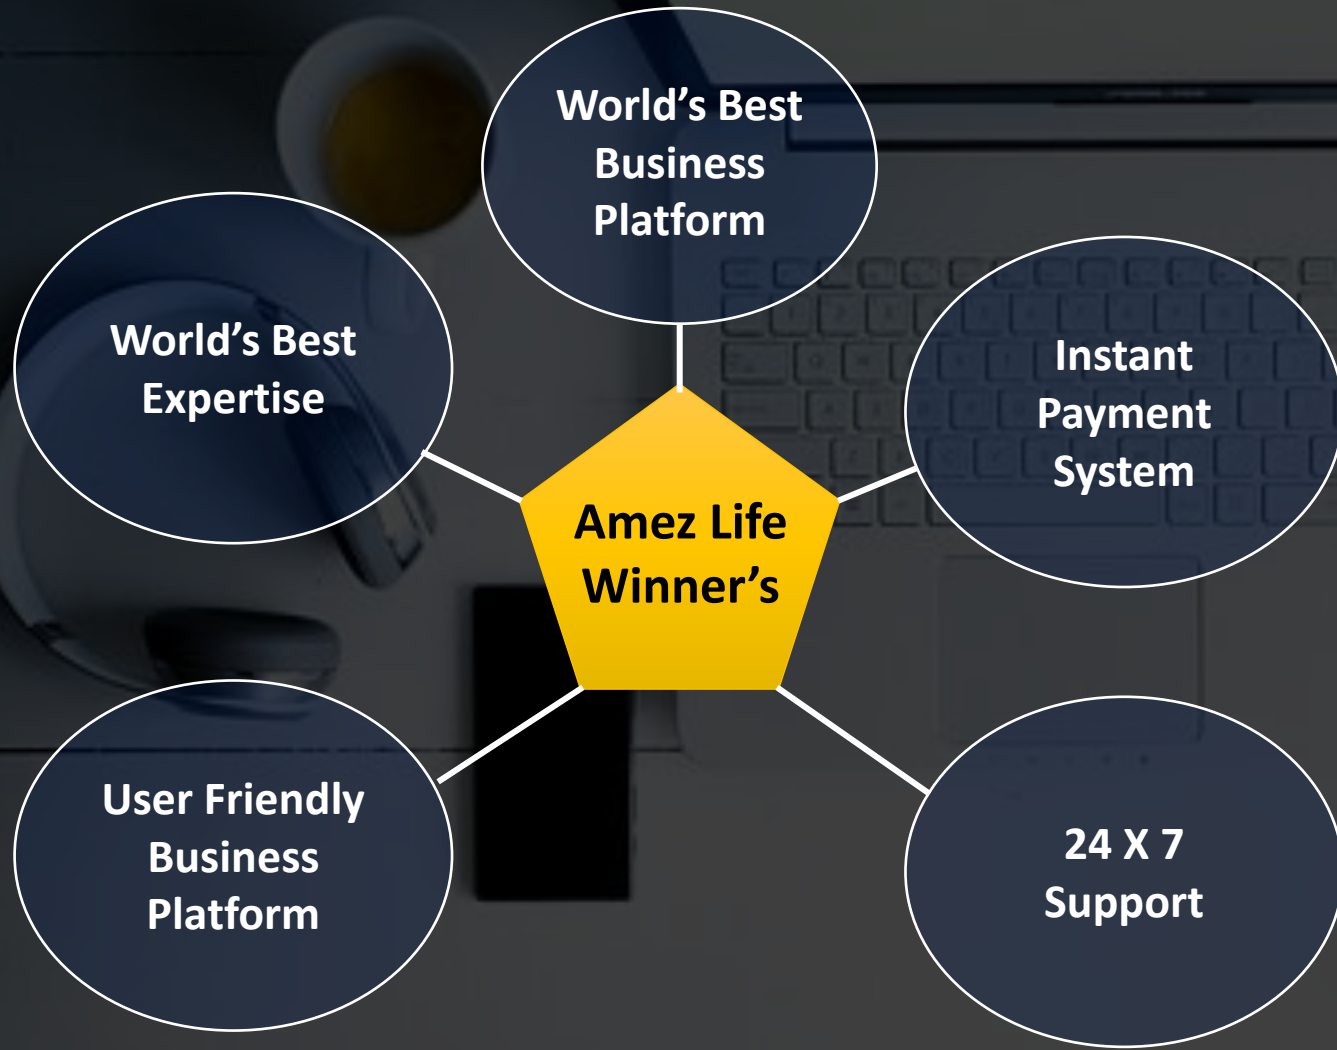 World’s Best
Business
Platform
World’s Best
Expertise
Instant
Payment
System
Amez Life
Winner’s
User Friendly
Business
Platform
24 X 7
Support